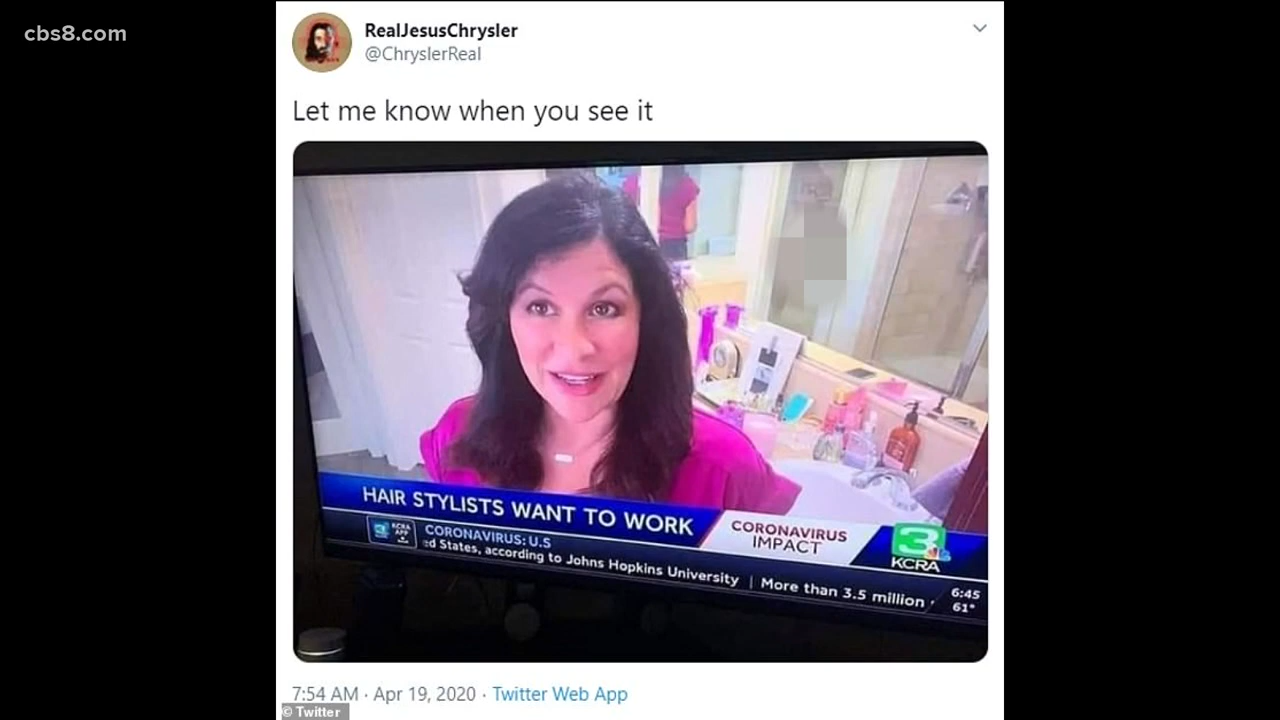 cbs8.com
RealJesusChrysler
@ChryslerReal
Let me know when you see it
HAIR STYLISTS WANT TO WORK
CORONAVIRUS
IMPACT
3
KCRA
KCRA
APP
CORONAVIRUS: U.S
ed States, according to Johns Hopkins University | More than 3.5 million
6:45
61°
7:54 AM · Apr 19, 2020 · Twitter Web App
© Twitter